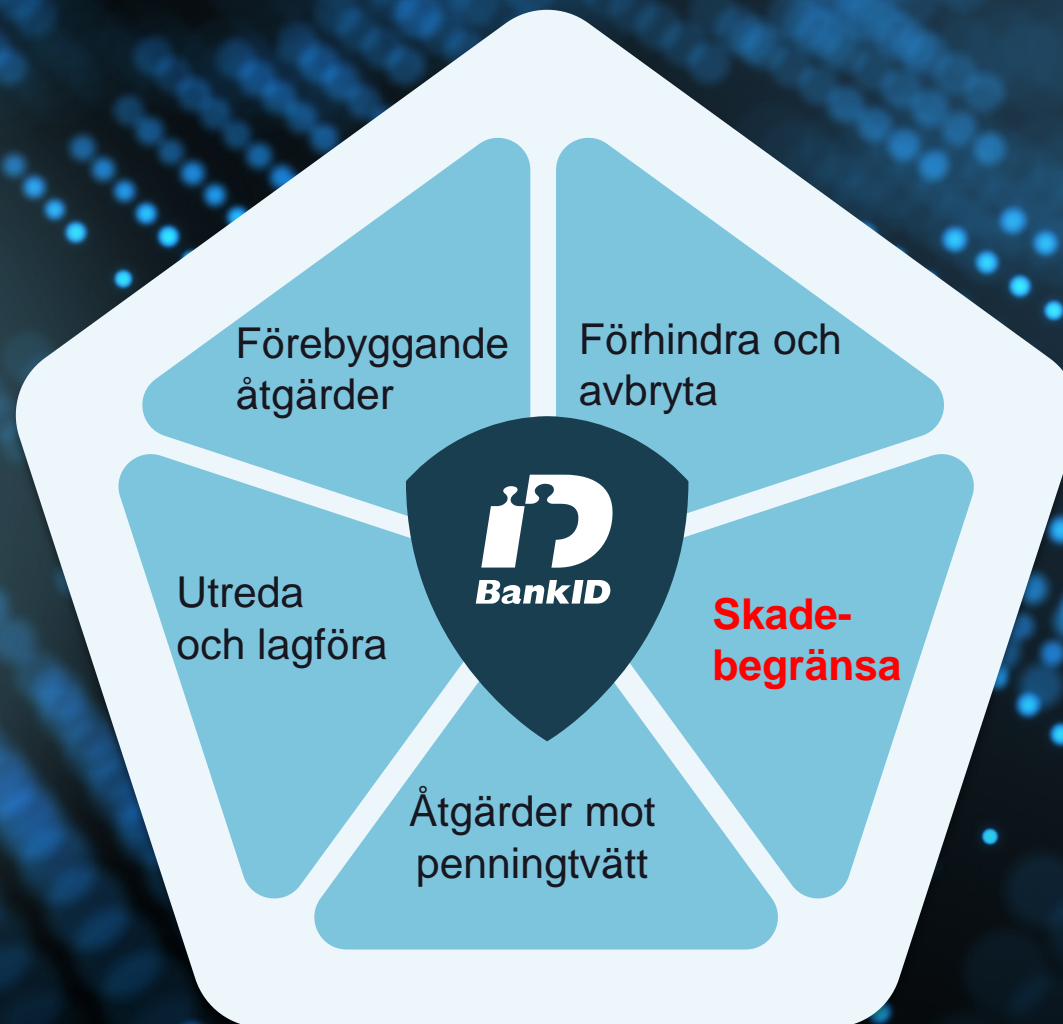 Förebyggande
åtgärder
Förhindra och
avbryta
BankID
Utreda
och lagföra
Skade-
begränsa
Åtgärder mot
penningtvätt